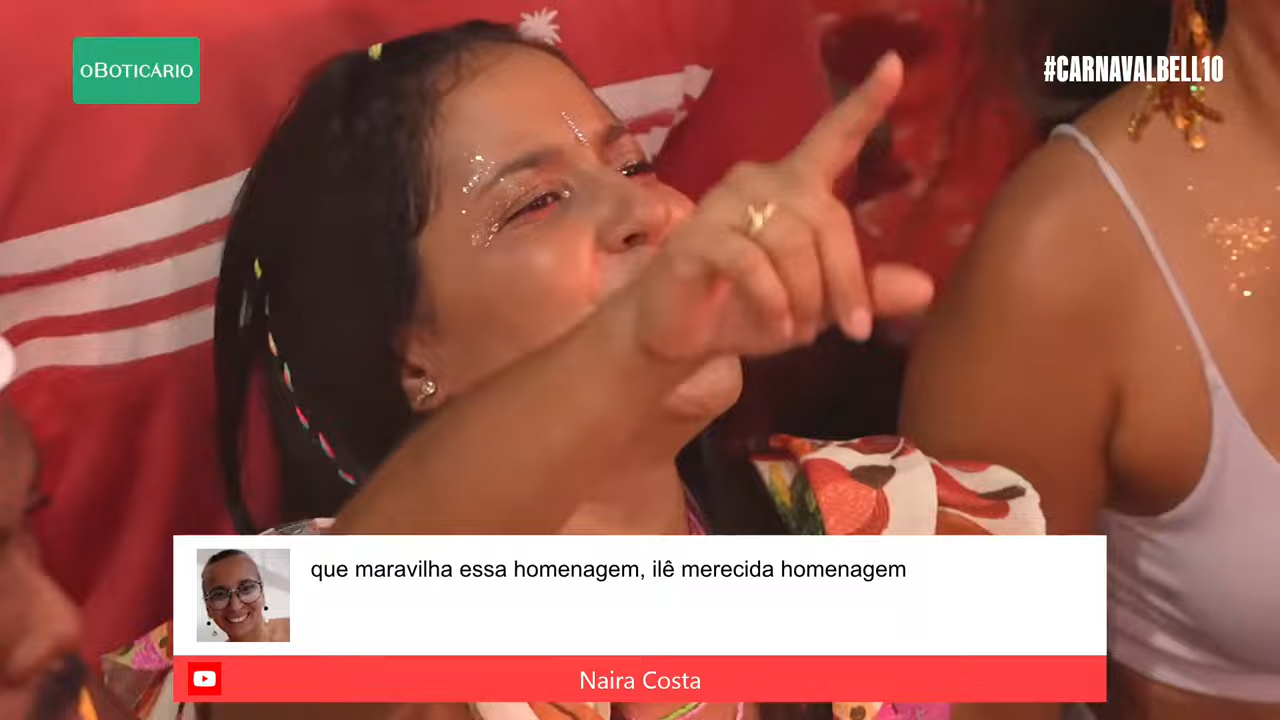 oBOTICÁRIO
#CARNAVALBELL10
que maravilha essa homenagem, ilê merecida homenagem
Naira Costa